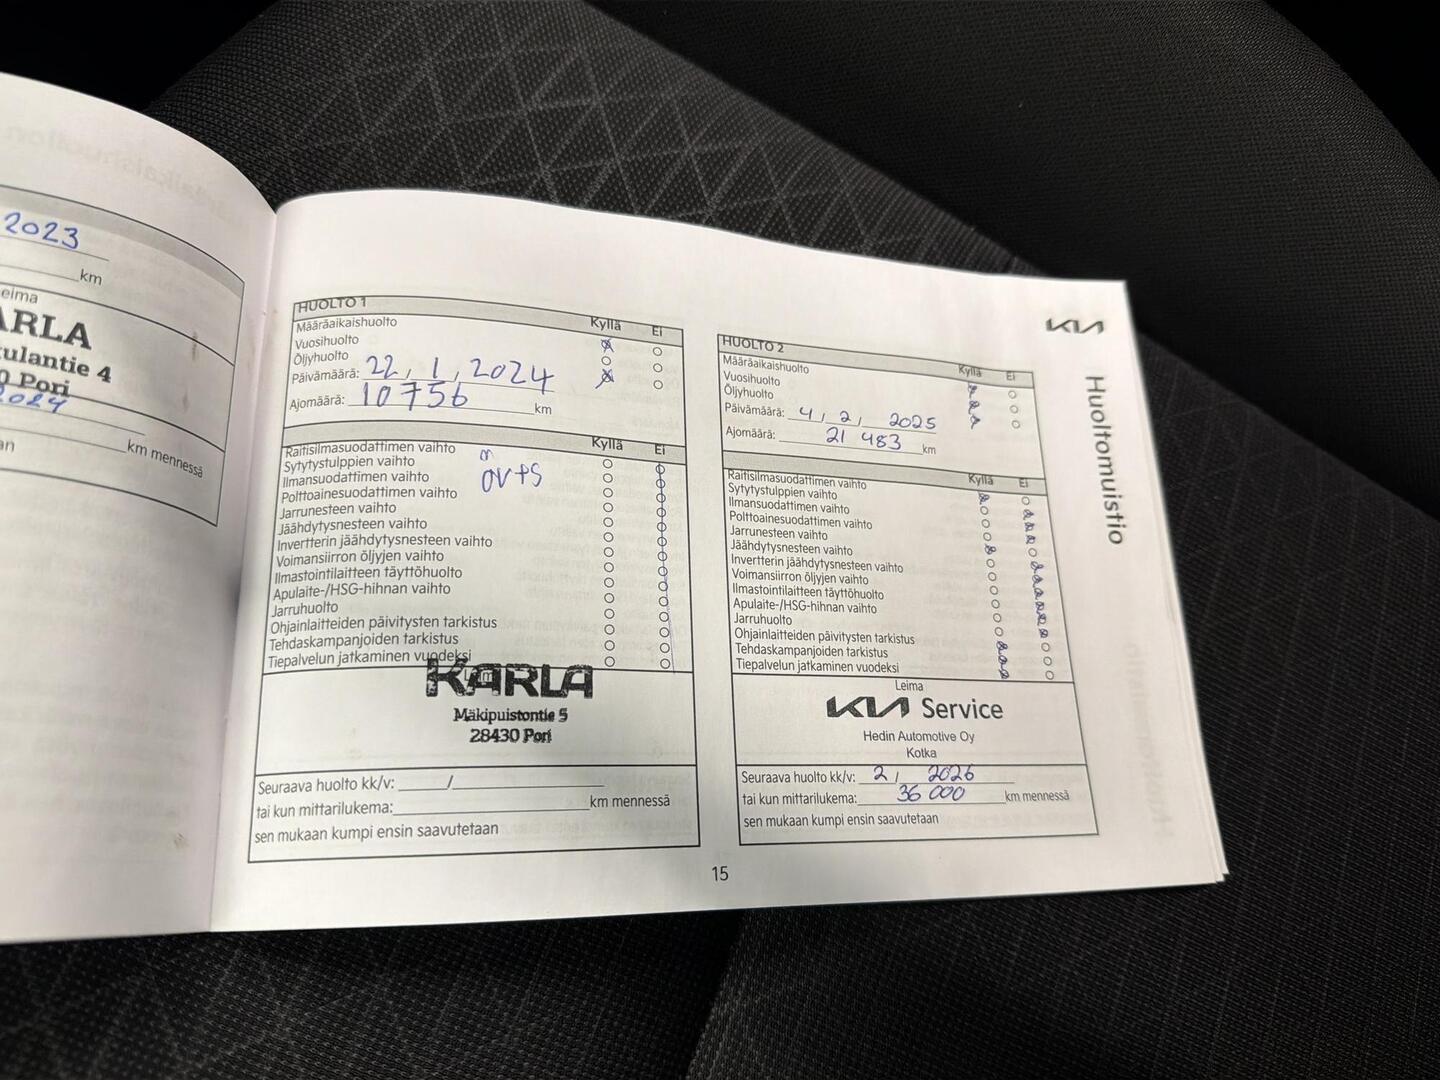 2023
km
ARLA
ulantie 4
0 Pori
2024
km mennessä
HUOLTO 1
Kyllä Ei
Määräaikaishuolto
Vuosihuolto
Öljyhuolto
Päivämäärä: 22, 1, 2024
Ajomäärä: 10756 km
Kyllä Ei
Raitisilmasuodattimen vaihto
Sytytystulppien vaihto
Ilmansuodattimen vaihto
Polttoainesuodattimen vaihto
Jarrunesteen vaihto
Jäähdytysnesteen vaihto
Invertterin jäähdytysnesteen vaihto
Voimansiirron öljyjen vaihto
Ilmastointilaitteen täyttöhuolto
Apulaite-/HSG-hihnan vaihto
Jarruhuolto
Ohjainlaitteiden päivitysten tarkistus
Tehdaskampanjoiden tarkistus
Tiepalvelun jatkaminen vuodeksi
KARLA
Mäkipuistontie 5
28430 Pori
Seuraava huolto kk/v: /
tai kun mittarilukema: km mennessä
sen mukaan kumpi ensin saavutetaan
HUOLTO 2
Kyllä Ei
Määräaikaishuolto
Vuosihuolto
Öljyhuolto
Päivämäärä: 4, 2, 2025
Ajomäärä: 21 483 km
Kyllä Ei
Raitisilmasuodattimen vaihto
Sytytystulppien vaihto
Ilmansuodattimen vaihto
Polttoainesuodattimen vaihto
Jarrunesteen vaihto
Jäähdytysnesteen vaihto
Invertterin jäähdytysnesteen vaihto
Voimansiirron öljyjen vaihto
Ilmastointilaitteen täyttöhuolto
Apulaite-/HSG-hihnan vaihto
Jarruhuolto
Ohjainlaitteiden päivitysten tarkistus
Tehdaskampanjoiden tarkistus
Tiepalvelun jatkaminen vuodeksi
Leima
KIA Service
Hedin Automotive Oy
Kotka
Seuraava huolto kk/v: 2, 2026
tai kun mittarilukema: 36 000 km mennessä
sen mukaan kumpi ensin saavutetaan
KIA
Huoltomuistio
15